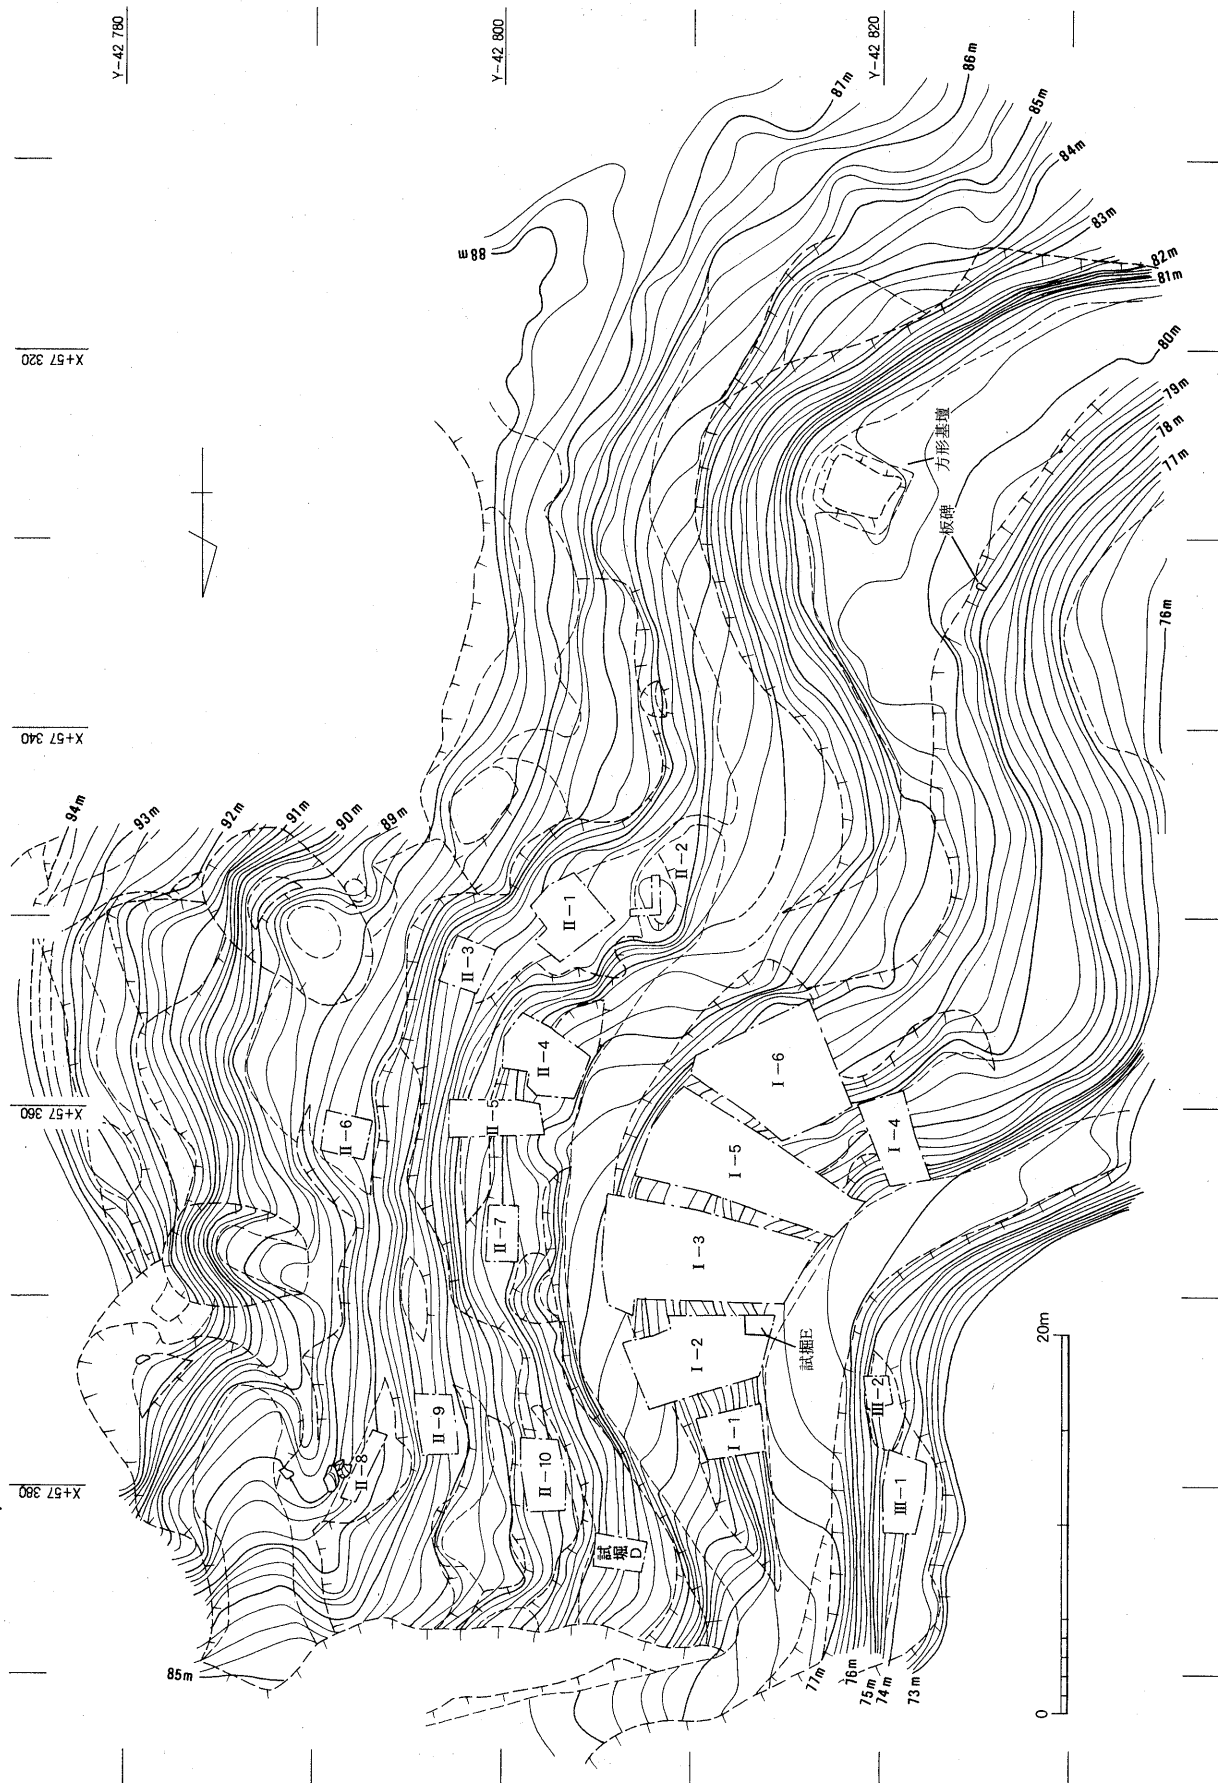 Y-42 780
Y-42 800
Y-42 820
X+57 320
X+57 340
X+57 360
X+57 380
88m
87m
86m
85m
84m
83m
82m
81m
80m
79m
78m
77m
76m
方形基壇
板碑
94m
93m
92m
91m
90m
89m
Ⅱ-1
Ⅱ-2
Ⅱ-3
Ⅱ-4
Ⅱ-5
Ⅱ-6
Ⅱ-7
Ⅱ-8
Ⅱ-9
Ⅱ-10
Ⅰ-6
Ⅰ-4
Ⅰ-5
Ⅰ-3
Ⅰ-2
Ⅰ-1
試掘E
試掘D
Ⅲ-2
Ⅲ-1
85m
77m
76m
75m
74m
73m
0
20m